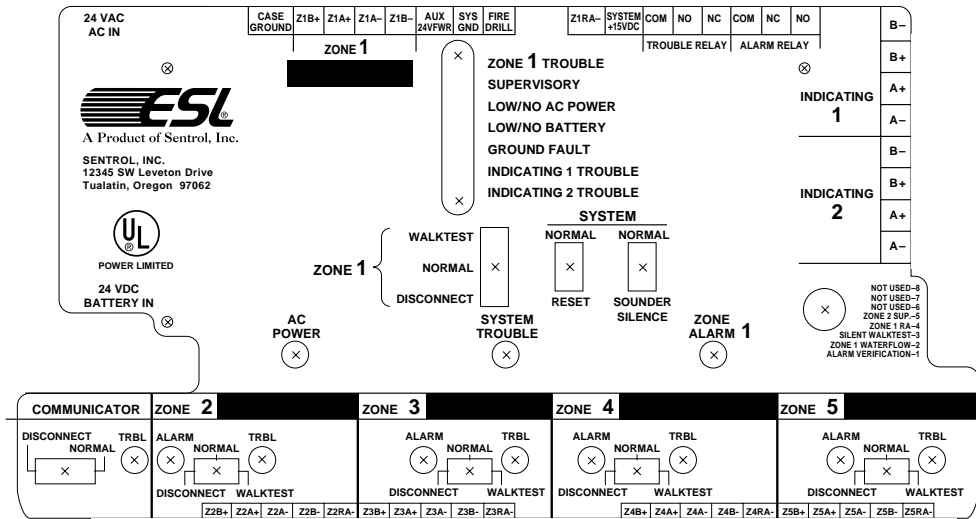 24 VAC
AC IN
CASE GROUND Z1B+ Z1A+ Z1A– Z1B– AUX 24VFWR SYS GND FIRE DRILL
Z1RA– SYSTEM +15VDC COM NO NC COM NC NO
TROUBLE RELAY ALARM RELAY
ZONE 1
ESL®
A Product of Sentrol, Inc.
SENTROL, INC.
12345 SW Leveton Drive
Tualatin, Oregon 97062
UL®
POWER LIMITED
24 VDC
BATTERY IN
ZONE 1 TROUBLE
SUPERVISORY
LOW/NO AC POWER
LOW/NO BATTERY
GROUND FAULT
INDICATING 1 TROUBLE
INDICATING 2 TROUBLE
B–
B+
A+
A–
INDICATING
1
B–
B+
A+
A–
INDICATING
2
ZONE 1
WALKTEST
NORMAL
DISCONNECT
SYSTEM
NORMAL NORMAL
RESET SOUNDER
SILENCE
NOT USED–8
NOT USED–7
NOT USED–6
ZONE 2 SUP.–5
ZONE 1 RA–4
SILENT WALKTEST–3
ZONE 1 WATERFLOW–2
ALARM VERIFICATION–1
AC
POWER
SYSTEM
TROUBLE
ZONE
ALARM 1
COMMUNICATOR
DISCONNECT
NORMAL
TRBL
ZONE 2
ALARM
NORMAL
TRBL
DISCONNECT WALKTEST
Z2B+ Z2A+ Z2A- Z2B- Z2RA-
ZONE 3
ALARM
NORMAL
TRBL
DISCONNECT WALKTEST
Z3B+ Z3A+ Z3A- Z3B- Z3RA-
ZONE 4
ALARM
NORMAL
TRBL
DISCONNECT WALKTEST
Z4B+ Z4A+ Z4A- Z4B- Z4RA-
ZONE 5
ALARM
NORMAL
TRBL
DISCONNECT WALKTEST
Z5B+ Z5A+ Z5A- Z5B- Z5RA-